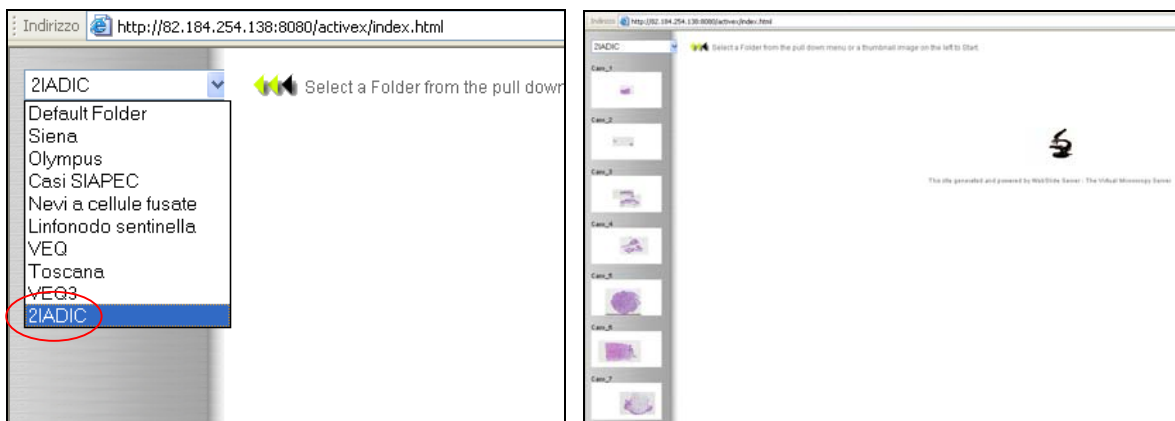 Indirizzo http://82.184.254.138:8080/activex/index.html
2IADIC
Select a Folder from the pull down
Default Folder
Siena
Olympus
Casi SIAPEC
Nevi a cellule fusate
Linfonodo sentinella
VEQ
Toscana
VEQ3
2IADIC
Indirizzo http://82.184.254.138:8080/activex/index.html
2IADIC
Select a Folder from the pull down menu or a thumbnail image on the left to Start.
Caso_1
Caso_2
Caso_3
Caso_4
Caso_5
Caso_6
Caso_7
This site generated and powered by WebSlide Server - The Virtual Microscopy Server